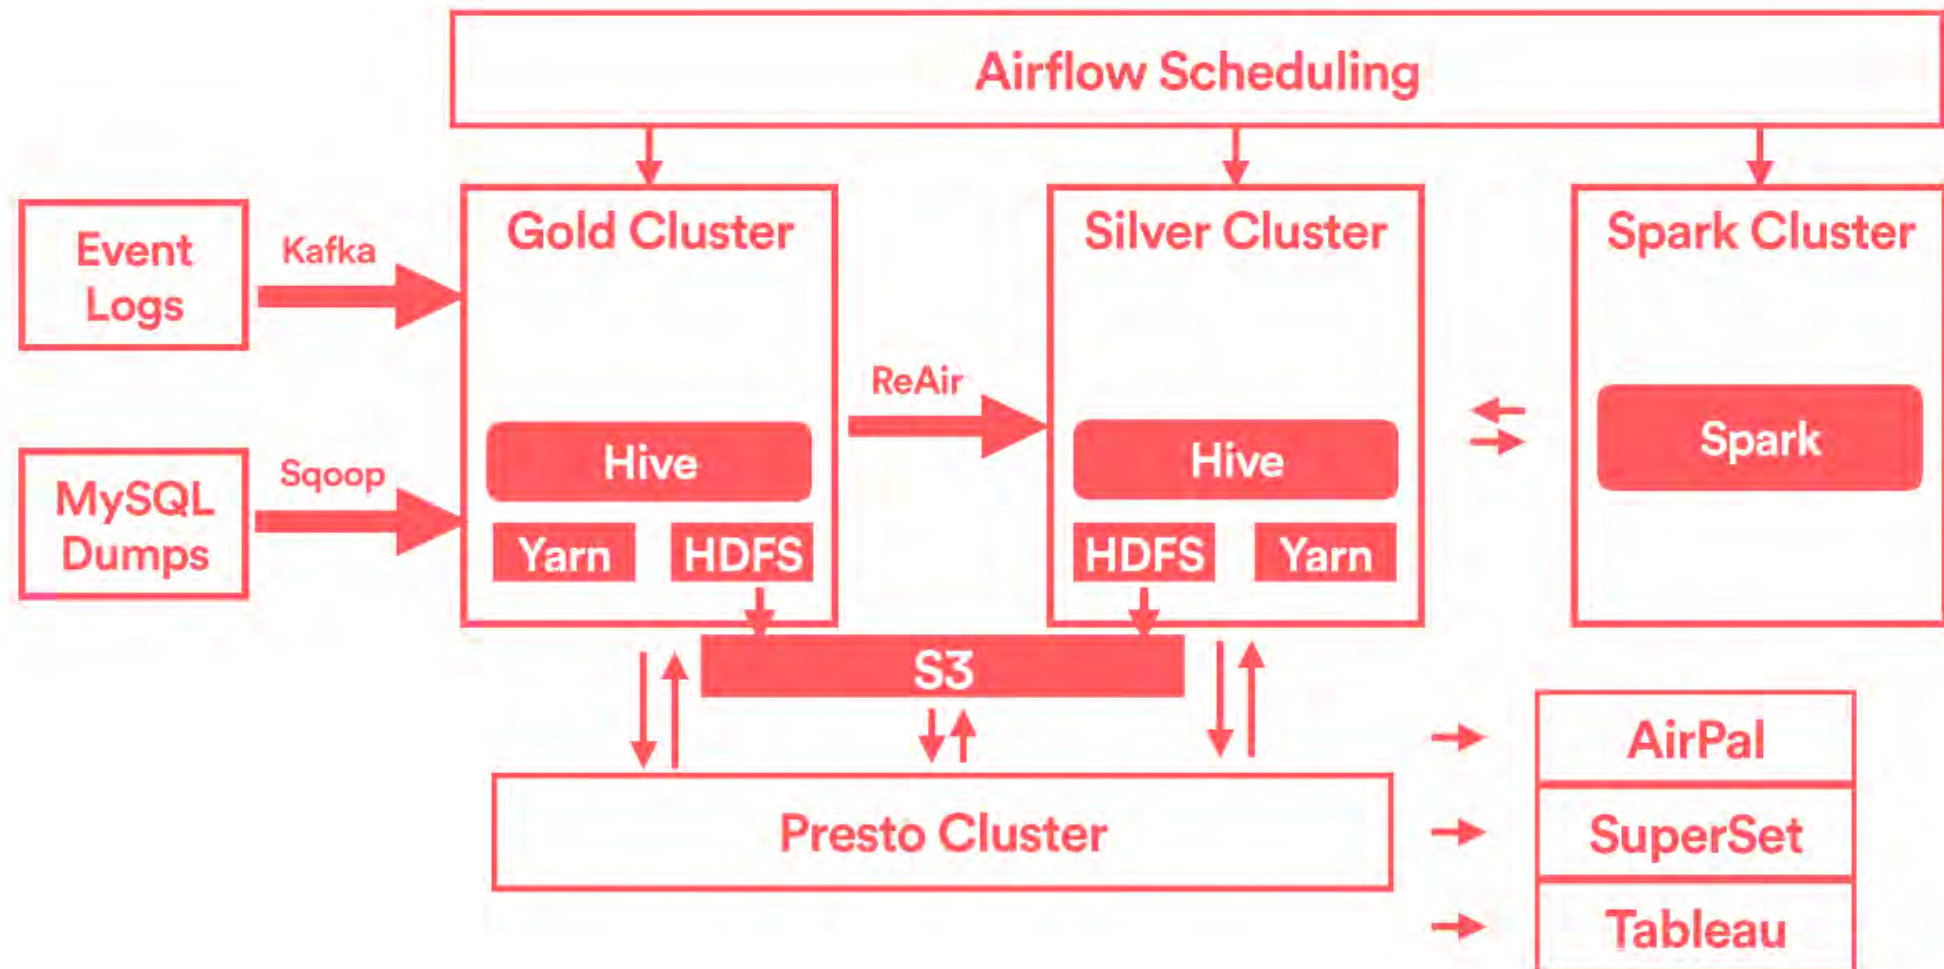 Airflow Scheduling
Event
Logs
Kafka
MySQL
Dumps
Sqoop
Gold Cluster
Hive
Yarn
HDFS
ReAir
Silver Cluster
Hive
HDFS
Yarn
Spark Cluster
Spark
S3
Presto Cluster
AirPal
SuperSet
Tableau